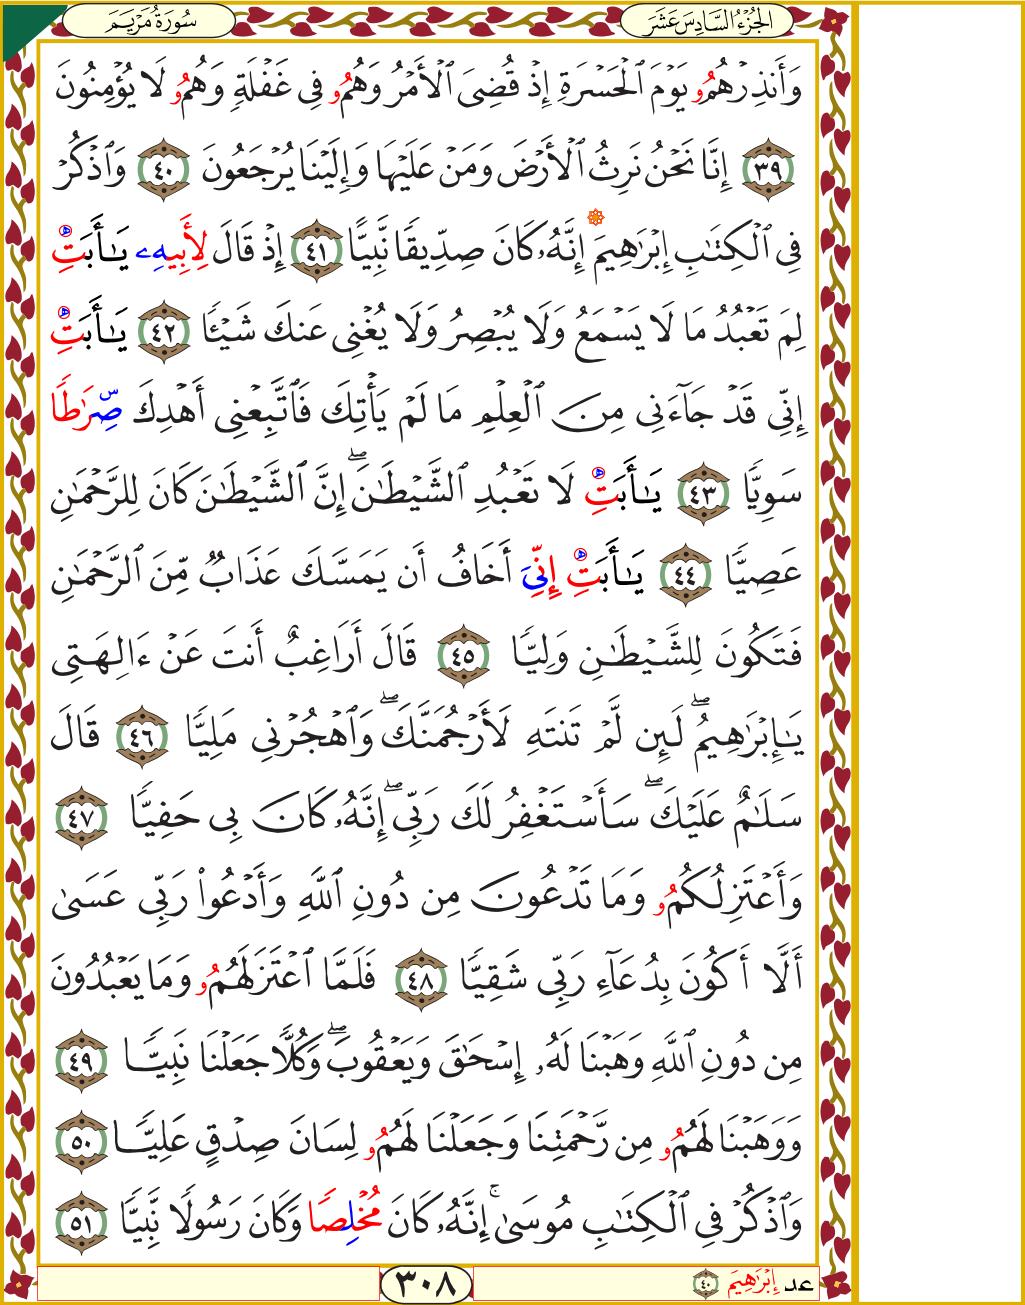 الجُزْءُ السَّادِسَ عَشَرَ
سُورَةُ مَرْيَمَ
وَأَنذِرْهُمُۥ يَوْمَ ٱلْحَسْرَةِ إِذْ قُضِيَ ٱلْأَمْرُ وَهُمُۥ فِي غَفْلَةٍ وَهُمُۥ لَا يُؤْمِنُونَ
٣٩ إِنَّا نَحْنُ نَرِثُ ٱلْأَرْضَ وَمَنْ عَلَيْهَا وَإِلَيْنَا يُرْجَعُونَ ٤٠ وَٱذْكُرْ
فِي ٱلْكِتَٰبِ إِبْرَٰهِيمَ إِنَّهُۥ كَانَ صِدِّيقًا نَّبِيًّا ٤١ إِذْ قَالَ لِأَبِيهِۦ يَٰٓأَبَتِ
لِمَ تَعْبُدُ مَا لَا يَسْمَعُ وَلَا يُبْصِرُ وَلَا يُغْنِي عَنكَ شَيْـًٔا ٤٢ يَٰٓأَبَتِ
إِنِّي قَدْ جَآءَنِي مِنَ ٱلْعِلْمِ مَا لَمْ يَأْتِكَ فَٱتَّبِعْنِي أَهْدِكَ صِرَٰطًا
سَوِيًّا ٤٣ يَٰٓأَبَتِ لَا تَعْبُدِ ٱلشَّيْطَٰنَ ۖ إِنَّ ٱلشَّيْطَٰنَ كَانَ لِلرَّحْمَٰنِ
عَصِيًّا ٤٤ يَٰٓأَبَتِ إِنِّيَ أَخَافُ أَن يَمَسَّكَ عَذَابٌ مِّنَ ٱلرَّحْمَٰنِ
فَتَكُونَ لِلشَّيْطَٰنِ وَلِيًّا ٤٥ قَالَ أَرَاغِبٌ أَنتَ عَنْ ءَالِهَتِي
يَٰٓإِبْرَٰهِيمُ ۖ لَئِن لَّمْ تَنتَهِ لَأَرْجُمَنَّكَ ۖ وَٱهْجُرْنِي مَلِيًّا ٤٦ قَالَ
سَلَٰمٌ عَلَيْكَ ۖ سَأَسْتَغْفِرُ لَكَ رَبِّي ۖ إِنَّهُۥ كَانَ بِي حَفِيًّا ٤٧
وَأَعْتَزِلُكُمُۥ وَمَا تَدْعُونَ مِن دُونِ ٱللَّهِ وَأَدْعُوا۟ رَبِّي عَسَىٰ
أَلَّا أَكُونَ بِدُعَآءِ رَبِّي شَقِيًّا ٤٨ فَلَمَّا ٱعْتَزَلَهُمُۥ وَمَا يَعْبُدُونَ
مِن دُونِ ٱللَّهِ وَهَبْنَا لَهُۥ إِسْحَٰقَ وَيَعْقُوبَ ۖ وَكُلًّا جَعَلْنَا نَبِيًّا ٤٩
وَوَهَبْنَا لَهُمُۥ مِن رَّحْمَتِنَا وَجَعَلْنَا لَهُمُۥ لِسَانَ صِدْقٍ عَلِيًّا ٥٠
وَٱذْكُرْ فِي ٱلْكِتَٰبِ مُوسَىٰ ۚ إِنَّهُۥ كَانَ مُخْلِصًا وَكَانَ رَسُولًا نَّبِيًّا ٥١
عد إِبْرَٰهِيمَ ٤٠
٣٠٨